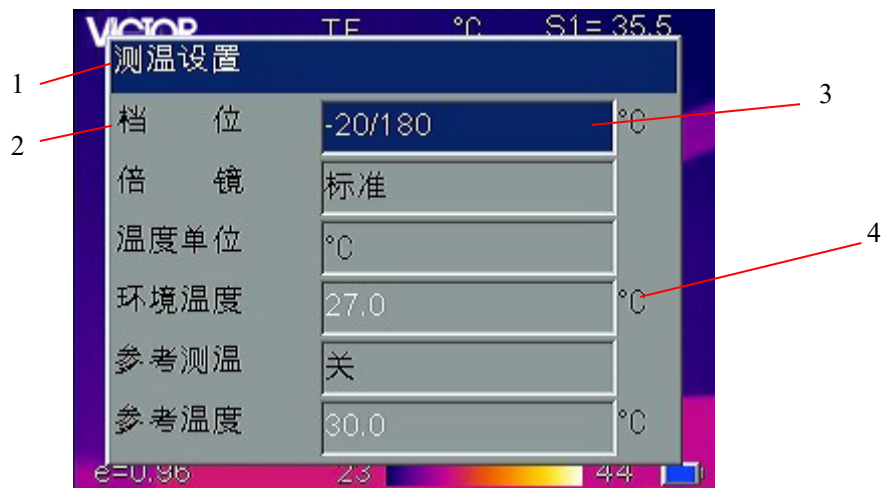 VICTOR TE °C S1= 35.5
测温设置
1
档 位 -20/180 °C
3
2
倍 镜 标准
温度单位 °C
4
环境温度 27.0 °C
参考测温 关
参考温度 30.0 °C
e=0.96 23 44